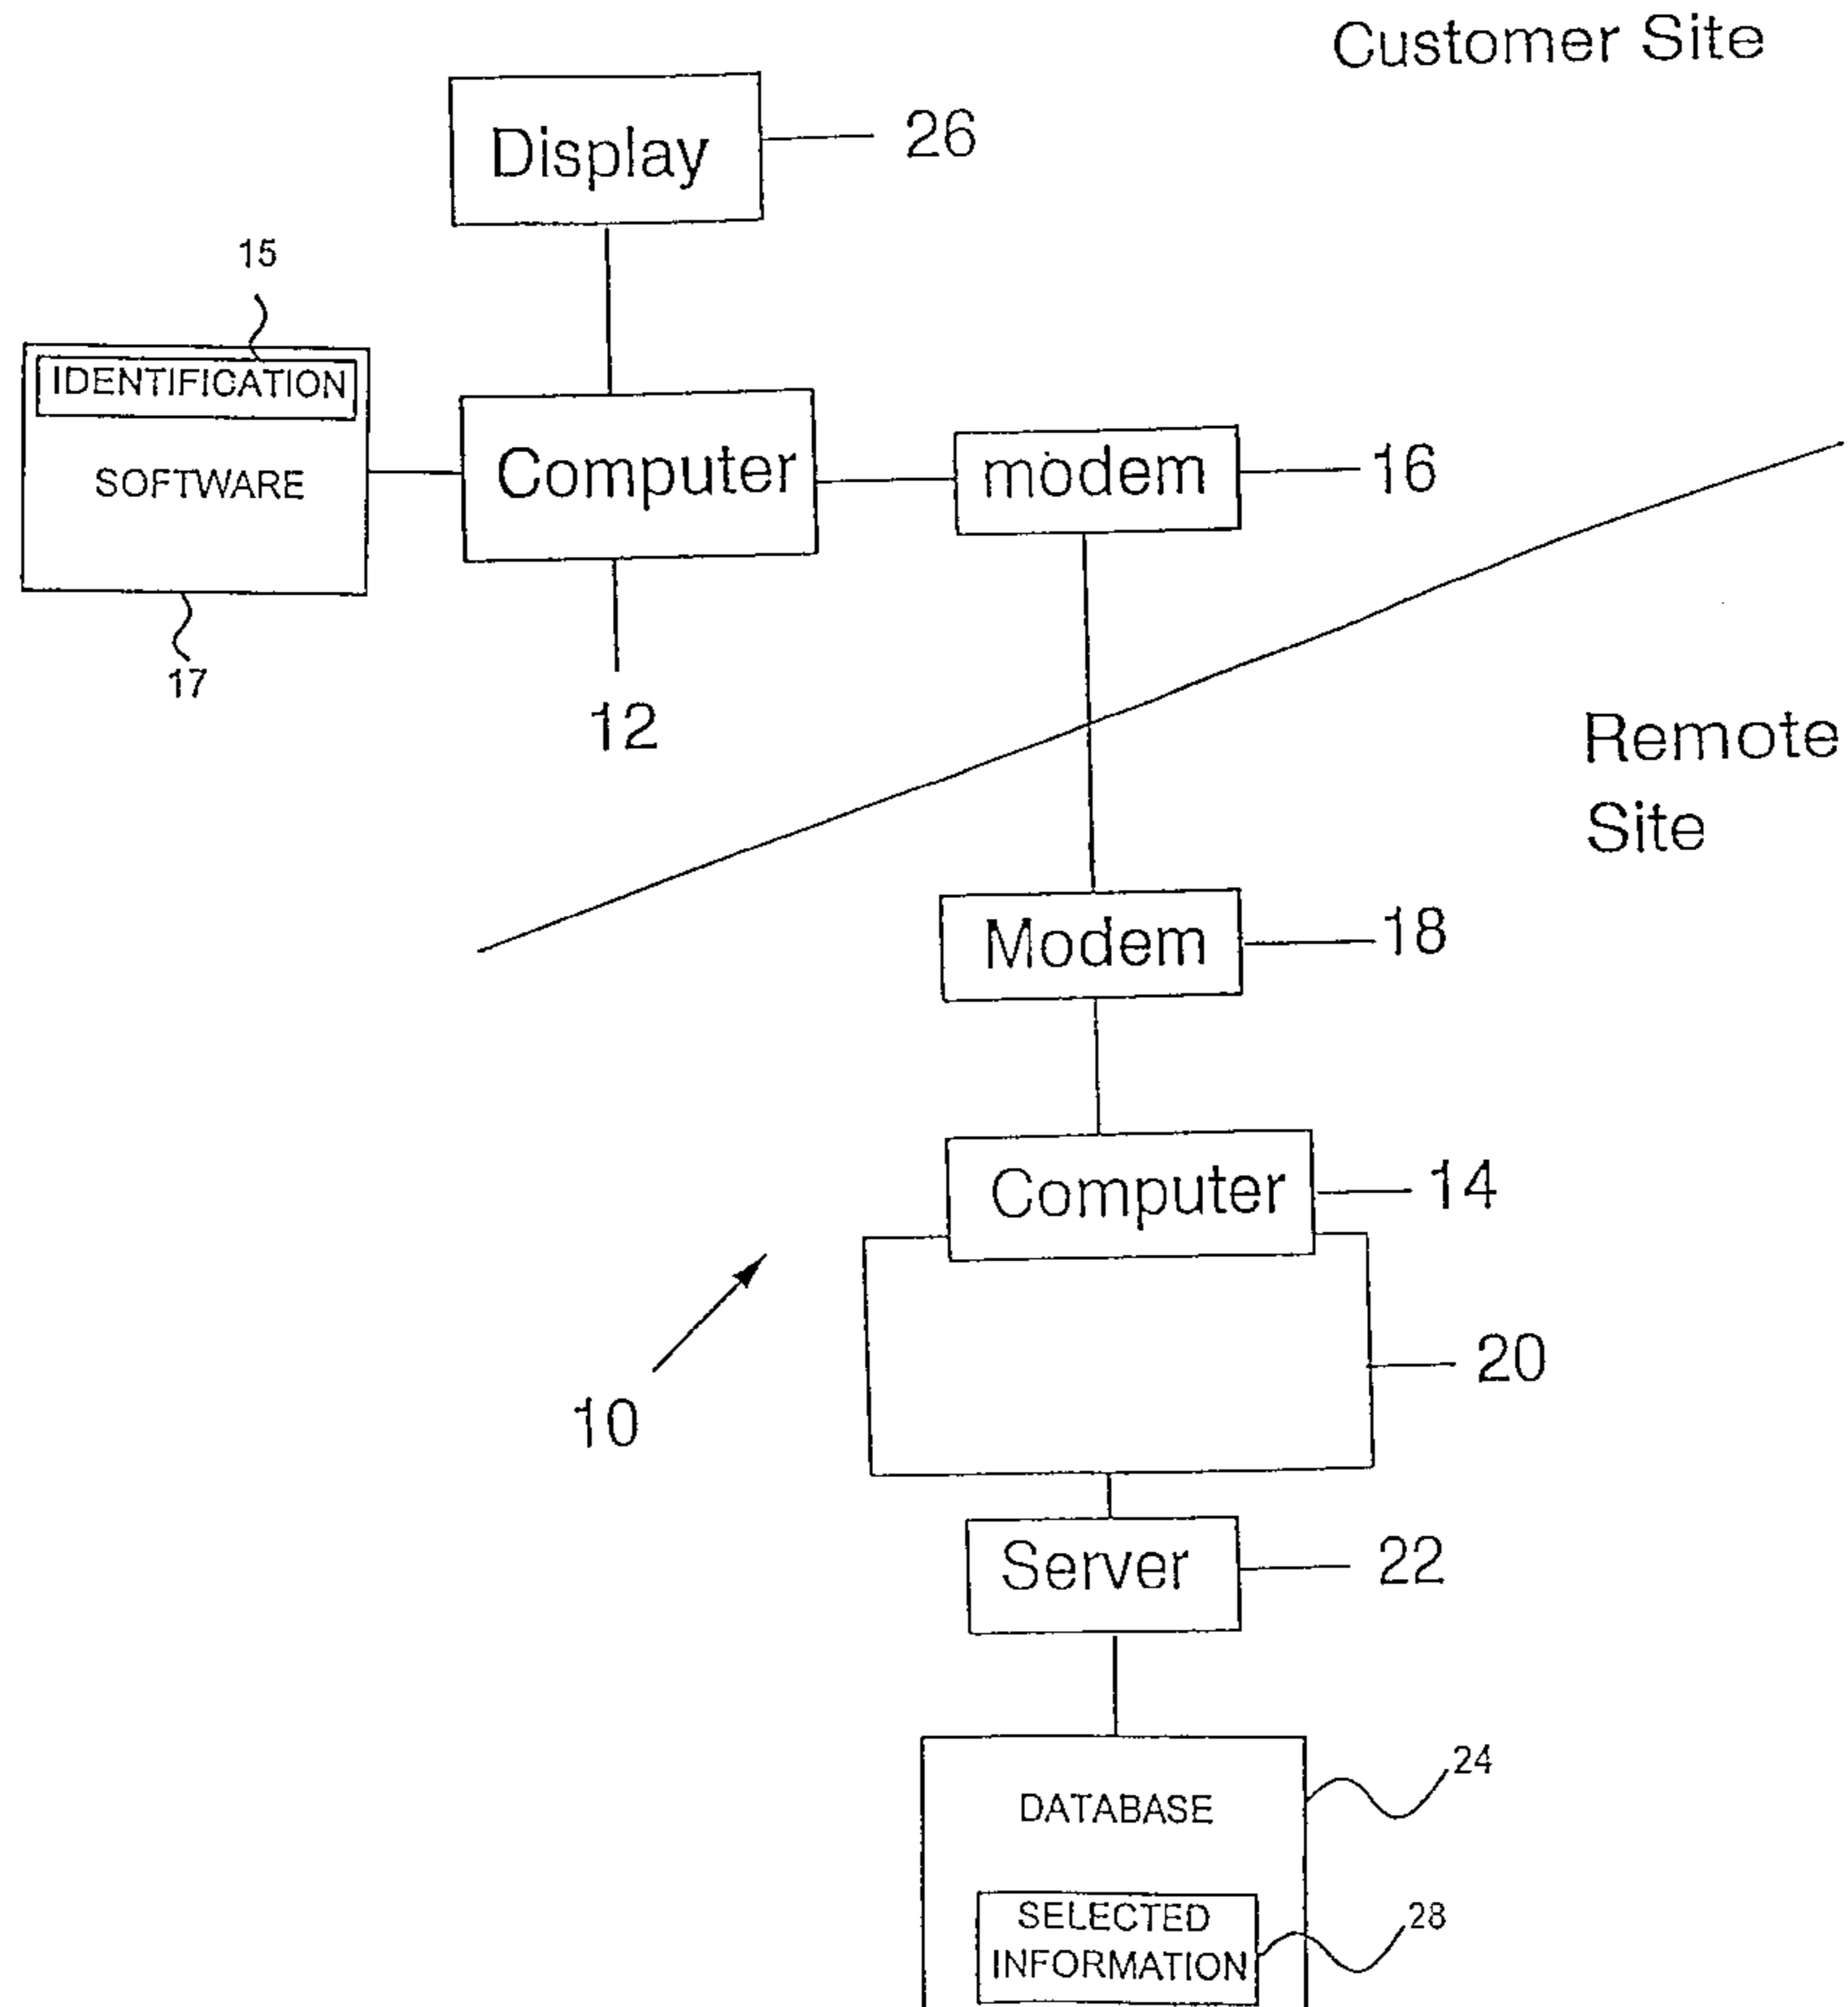 Customer Site
Display
26
15
IDENTIFICATION
SOFTWARE
Computer
modem
16
17
12
Remote
Site
Modem
18
Computer
14
20
10
Server
22
DATABASE
24
SELECTED
INFORMATION
28